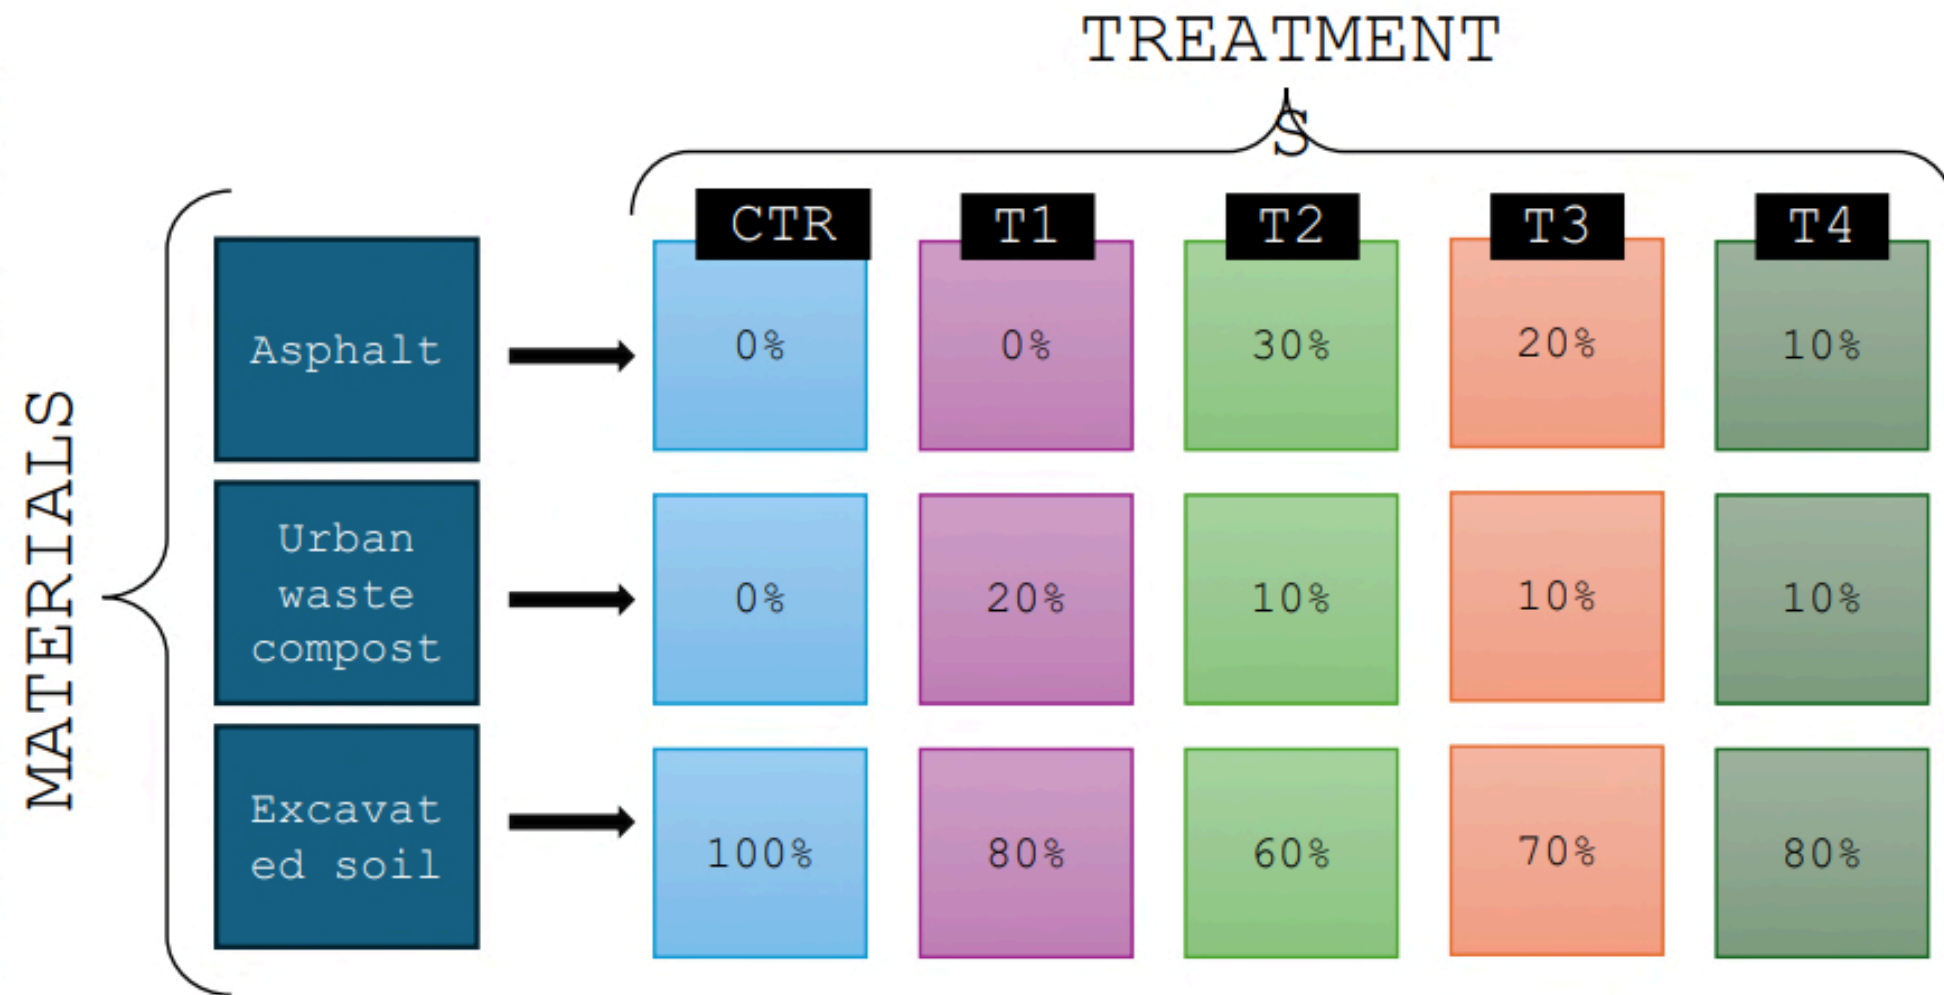 TREATMENT
S
MATERIALS
CTR T1 T2 T3 T4
Asphalt
0% 0% 30% 20% 10%
Urban
waste
compost
0% 20% 10% 10% 10%
Excavat
ed soil
100% 80% 60% 70% 80%